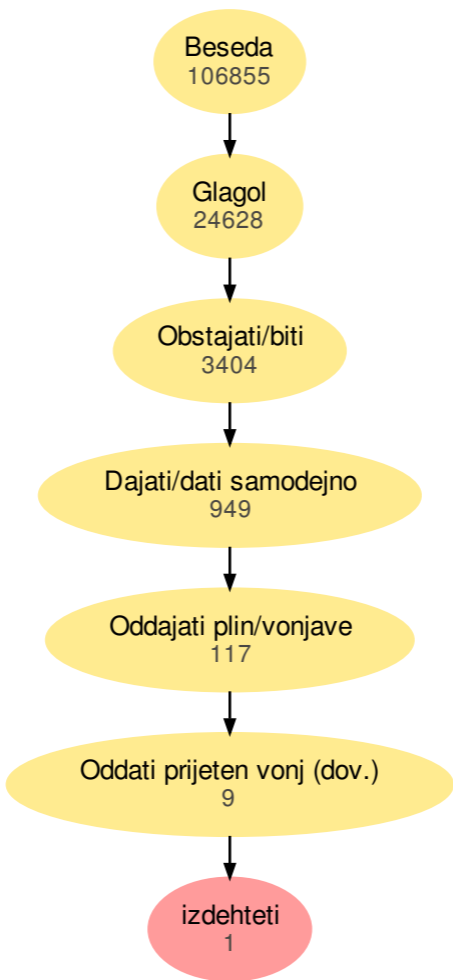 Beseda
106855
Glagol
24628
Obstajati/biti
3404
Dajati/dati samodejno
949
Oddajati plin/vonjave
117
Oddati prijeten vonj (dov.)
9
izdehteti
1